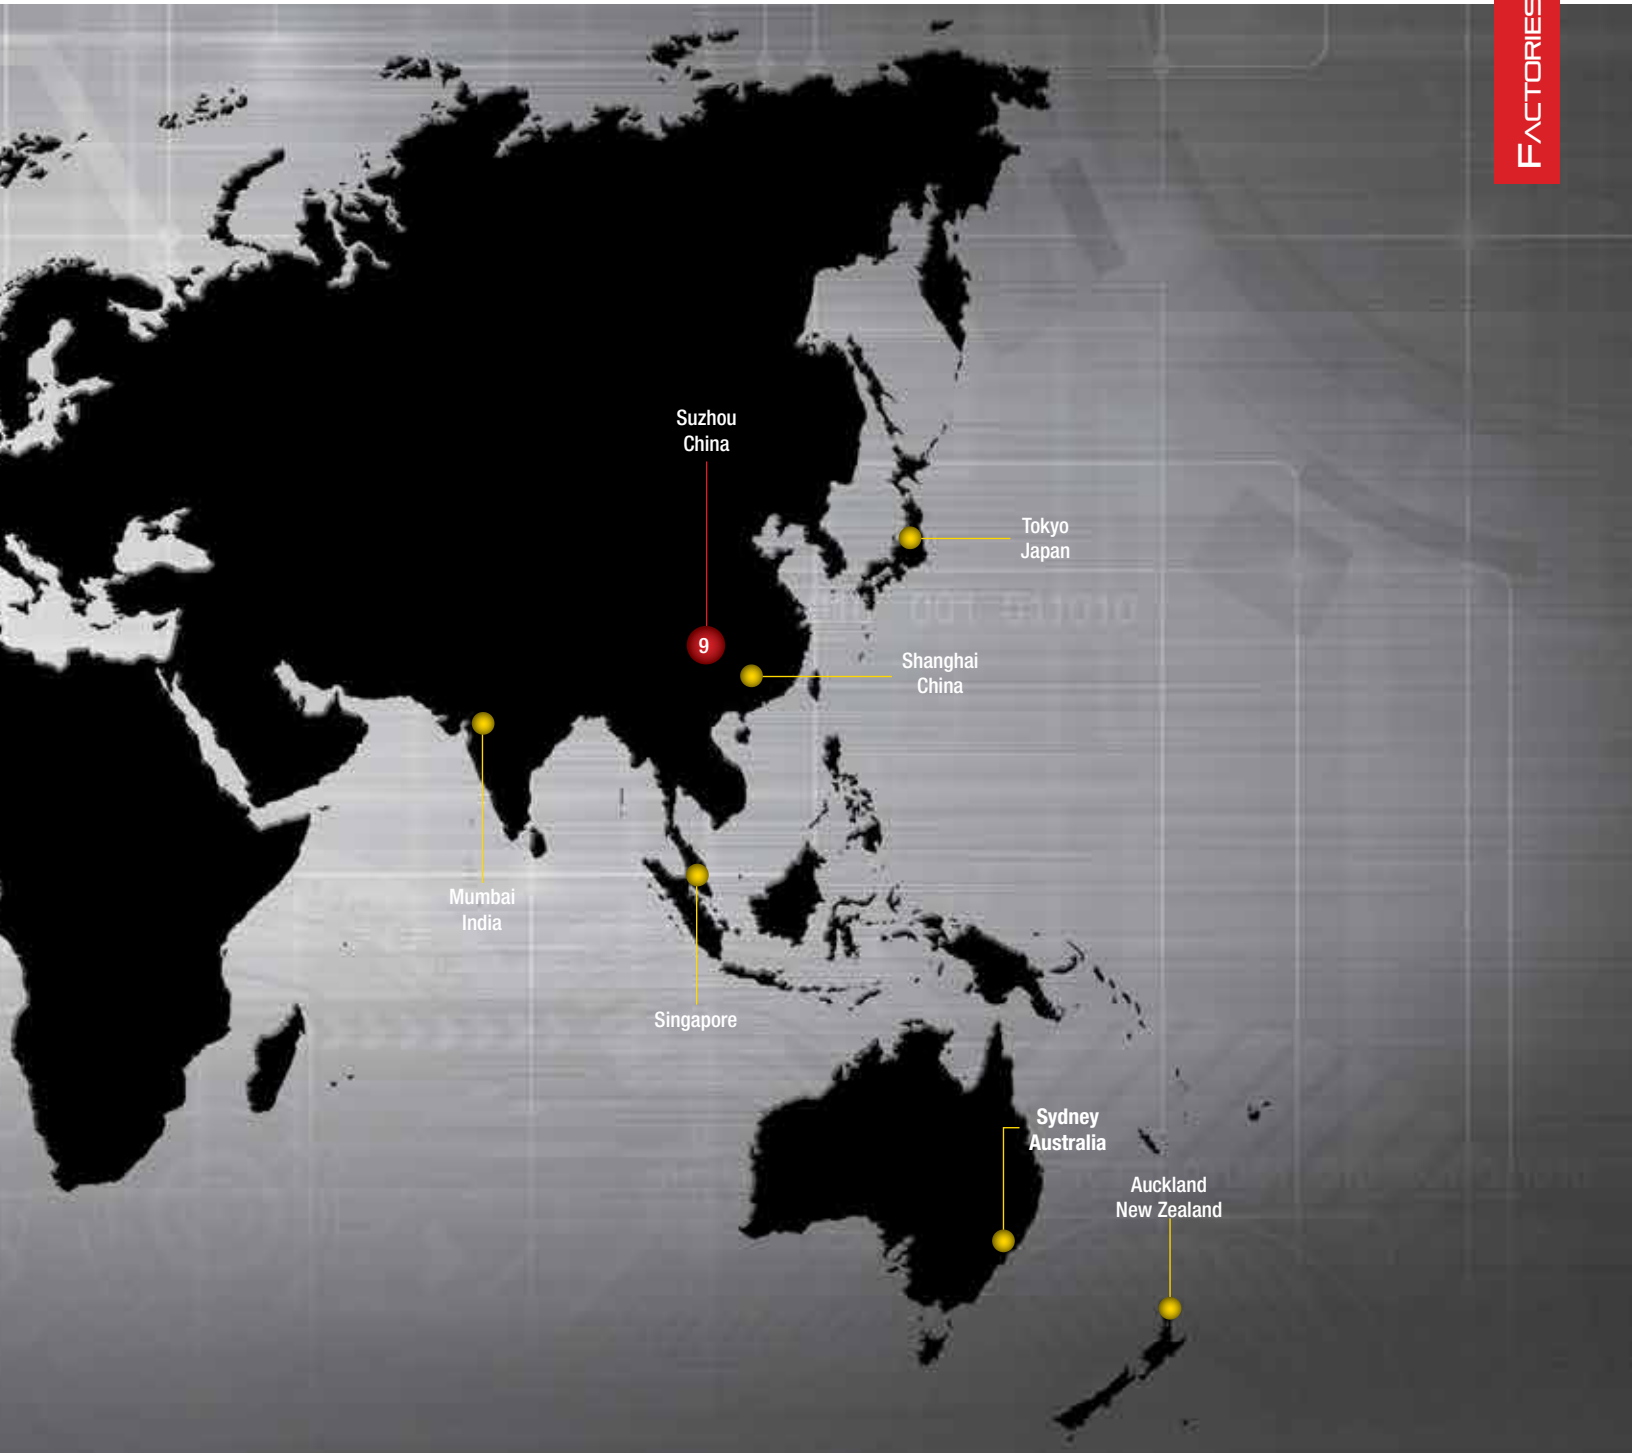 FACTORIES
Suzhou
China
Tokyo
Japan
9
Shanghai
China
Mumbai
India
Singapore
Sydney
Australia
Auckland
New Zealand